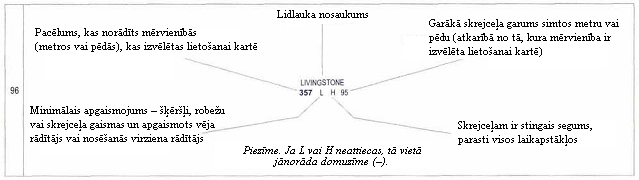 Lidlauka nosaukums
Pacēlums, kas norādīts mērvienībās
(metros vai pēdās), kas izvēlētas lietošanai kartē
Garākā skrejceļa garums simtos metru vai
pēdu (atkarībā no tā, kura mērvienība ir
izvēlēta lietošanai kartē)
96
LIVINGSTONE
357 L H 95
Minimālais apgaismojums – šķēršļi, robežu
vai skrejceļa gaismas un apgaismots vēja
rādītājs vai nosēšanās virziena rādītājs
Skrejceļam ir stingais segums,
parasti visos laikapstākļos
Piezīme. Ja L vai H neattiecas, tā vietā
jānorāda domuzīme (–).